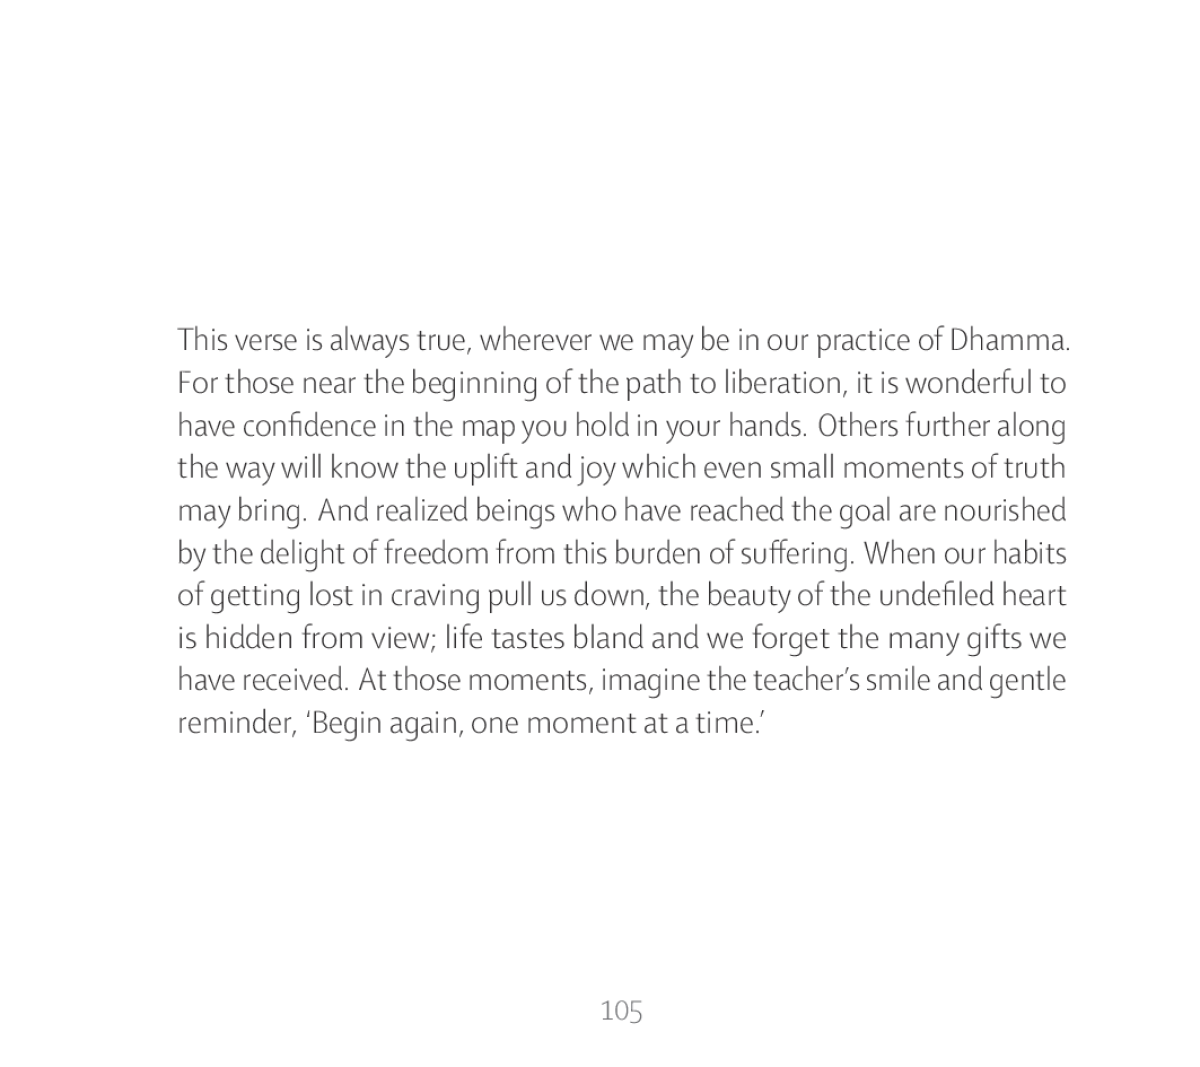 This verse is always true, wherever we may be in our practice of Dhamma.
For those near the beginning of the path to liberation, it is wonderful to
have confidence in the map you hold in your hands. Others further along
the way will know the uplift and joy which even small moments of truth
may bring. And realized beings who have reached the goal are nourished
by the delight of freedom from this burden of suffering. When our habits
of getting lost in craving pull us down, the beauty of the undefiled heart
is hidden from view; life tastes bland and we forget the many gifts we
have received. At those moments, imagine the teacher’s smile and gentle
reminder, ‘Begin again, one moment at a time.’
105